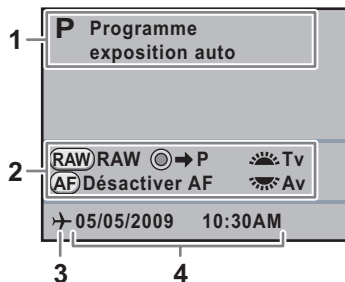 1
P Programme
exposition auto
2
RAW RAW → P Tv
AF Désactiver AF Av
05/05/2009 10:30AM
3 4